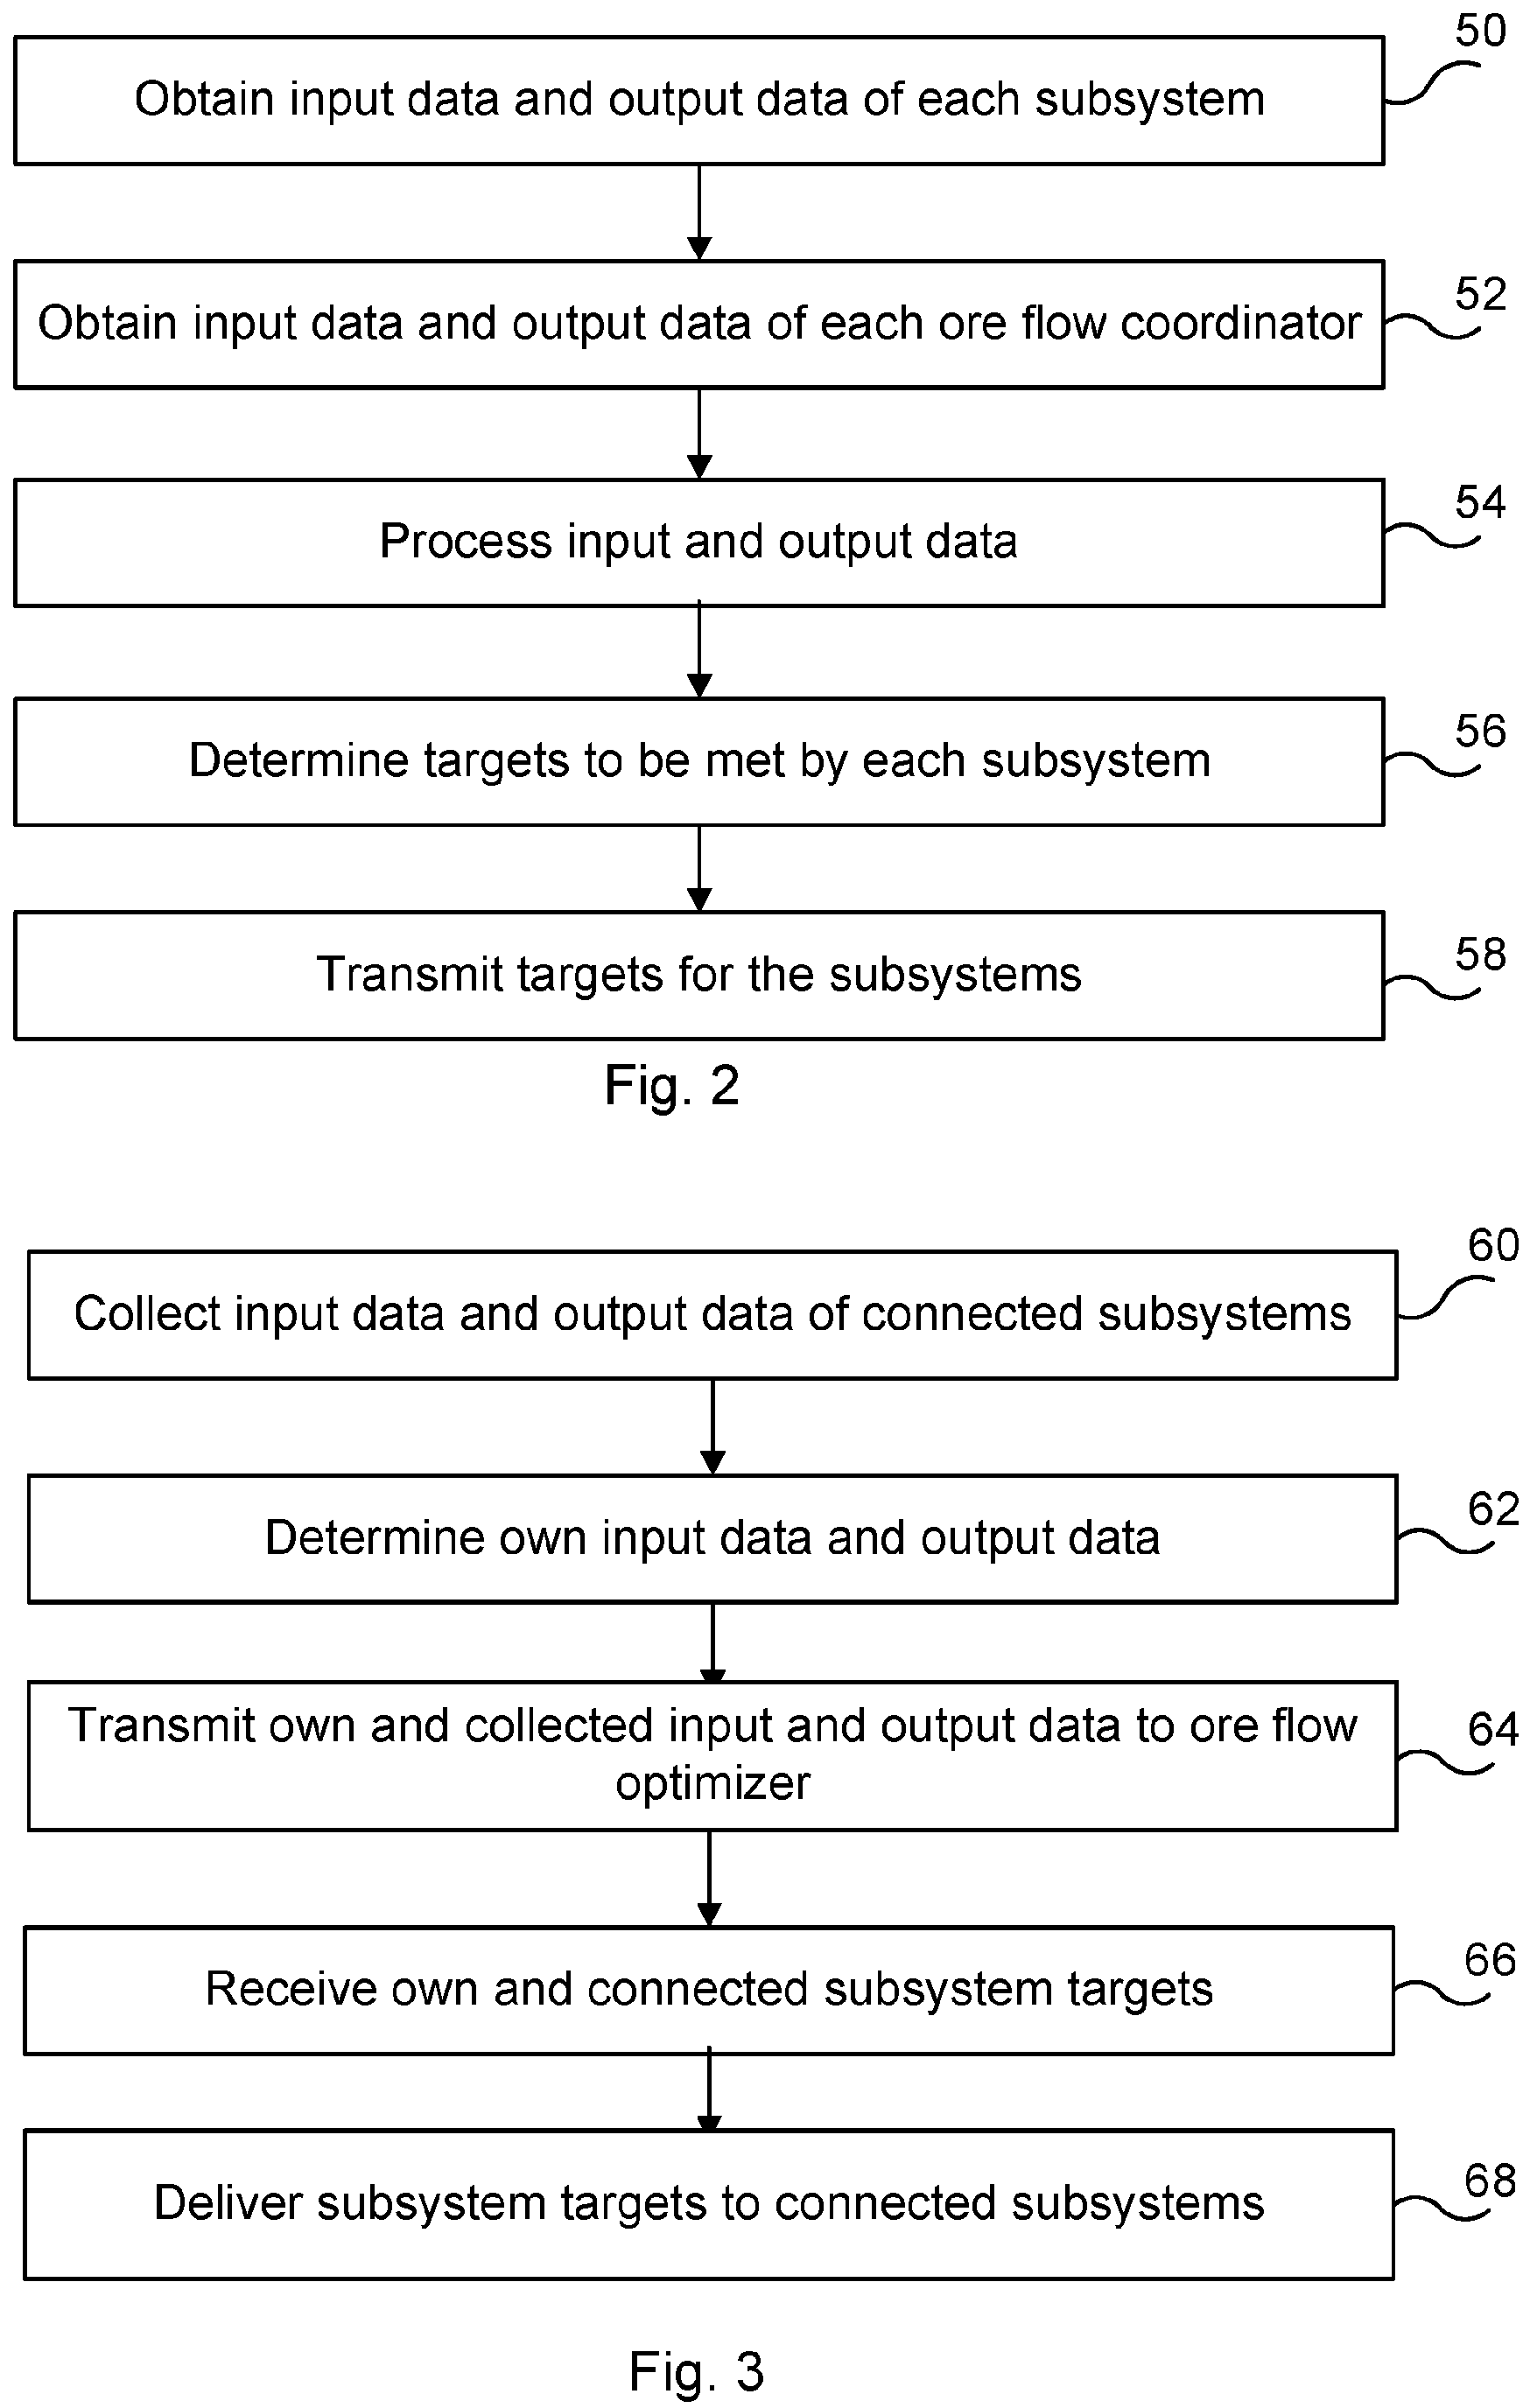 50
Obtain input data and output data of each subsystem
52
Obtain input data and output data of each ore flow coordinator
54
Process input and output data
56
Determine targets to be met by each subsystem
58
Transmit targets for the subsystems
Fig. 2
60
Collect input data and output data of connected subsystems
62
Determine own input data and output data
64
Transmit own and collected input and output data to ore flow
optimizer
66
Receive own and connected subsystem targets
68
Deliver subsystem targets to connected subsystems
Fig. 3